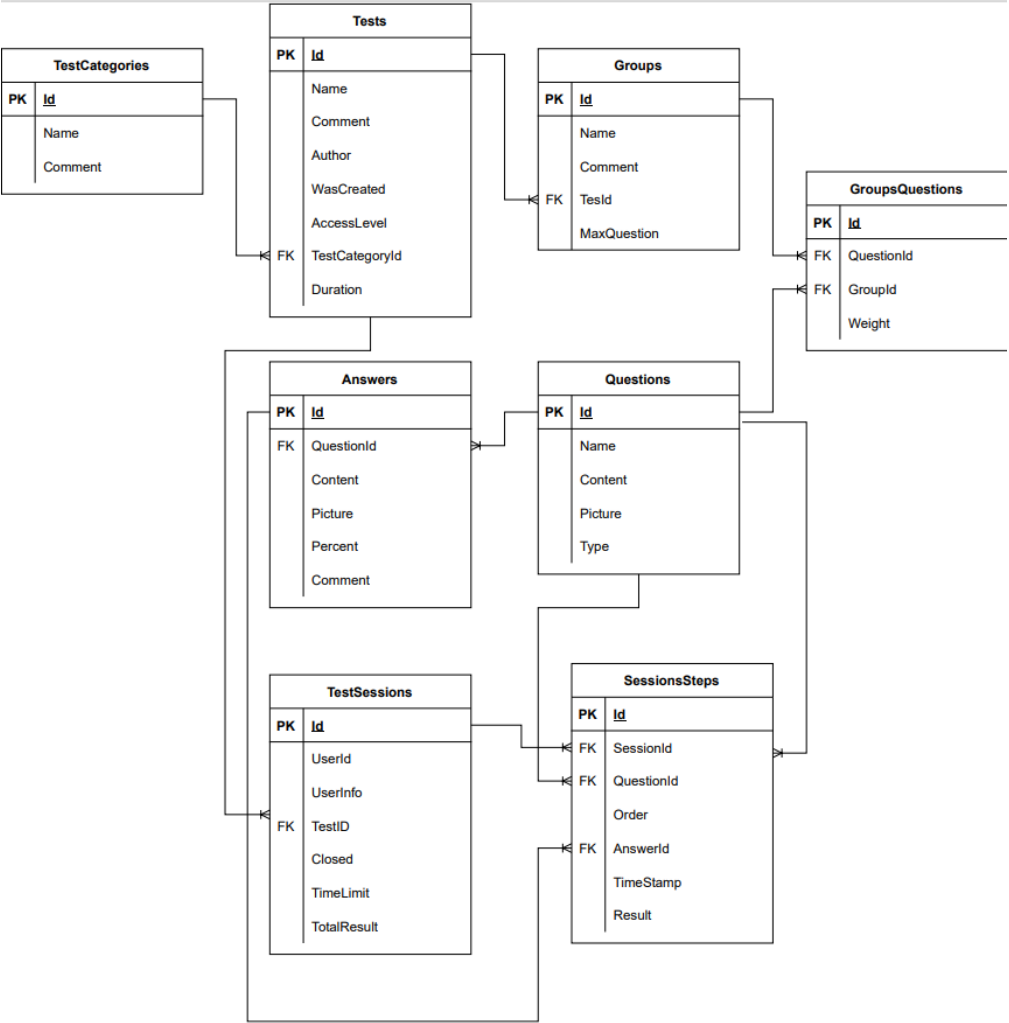 Tests
PK Id
Name
Comment
Author
WasCreated
AccessLevel
FK TestCategoryId
Duration
TestCategories
PK Id
Name
Comment
Groups
PK Id
Name
Comment
FK TesId
MaxQuestion
GroupsQuestions
PK Id
FK QuestionId
FK GroupId
Weight
Answers
PK Id
FK QuestionId
Content
Picture
Percent
Comment
Questions
PK Id
Name
Content
Picture
Type
TestSessions
PK Id
UserId
UserInfo
FK TestID
Closed
TimeLimit
TotalResult
SessionsSteps
PK Id
FK SessionId
FK QuestionId
Order
FK AnswerId
TimeStamp
Result